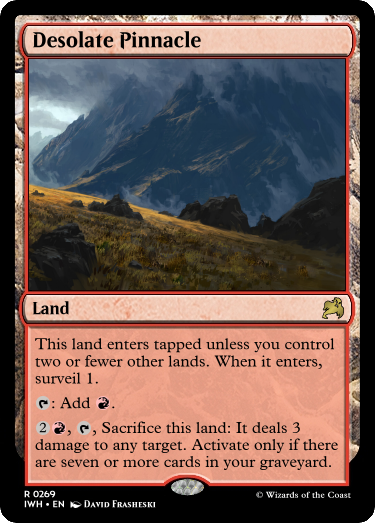 Desolate Pinnacle
Land
This land enters tapped unless you control
two or fewer other lands. When it enters,
surveil 1.
: Add .
2 , , Sacrifice this land: It deals 3
damage to any target. Activate only if there
are seven or more cards in your graveyard.
R 0269
IWH • EN David Frasheski
© Wizards of the Coast